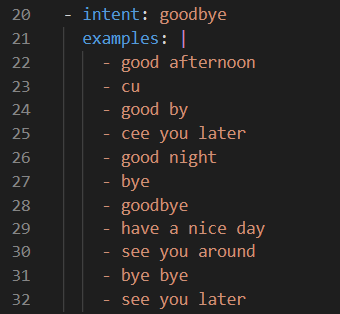 20 - intent: goodbye
21 examples: |
22 - good afternoon
23 - cu
24 - good by
25 - cee you later
26 - good night
27 - bye
28 - goodbye
29 - have a nice day
30 - see you around
31 - bye bye
32 - see you later